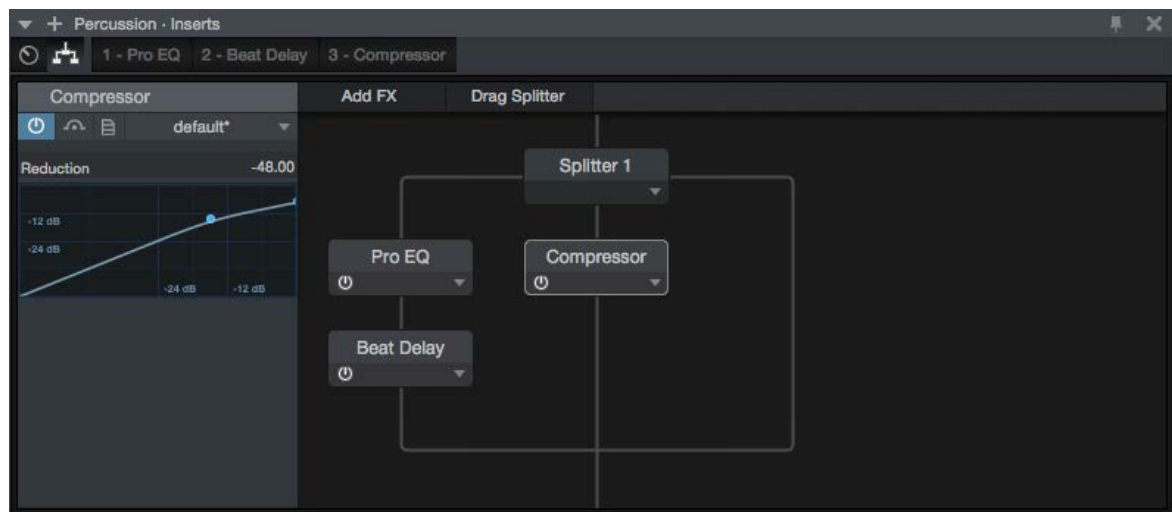 Percussion · Inserts
1 - Pro EQ 2 - Beat Delay 3 - Compressor
Compressor
Add FX Drag Splitter
default*
Reduction -48.00
-12 dB
-24 dB
-24 dB -12 dB
Splitter 1
Pro EQ
Compressor
Beat Delay